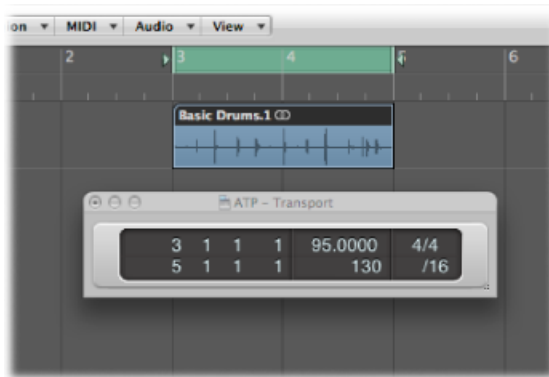 on MIDI Audio View
2 3 4 5 6
Basic Drums.1
ATP – Transport
3 1 1 1 95.0000 4/4
5 1 1 1 130 /16